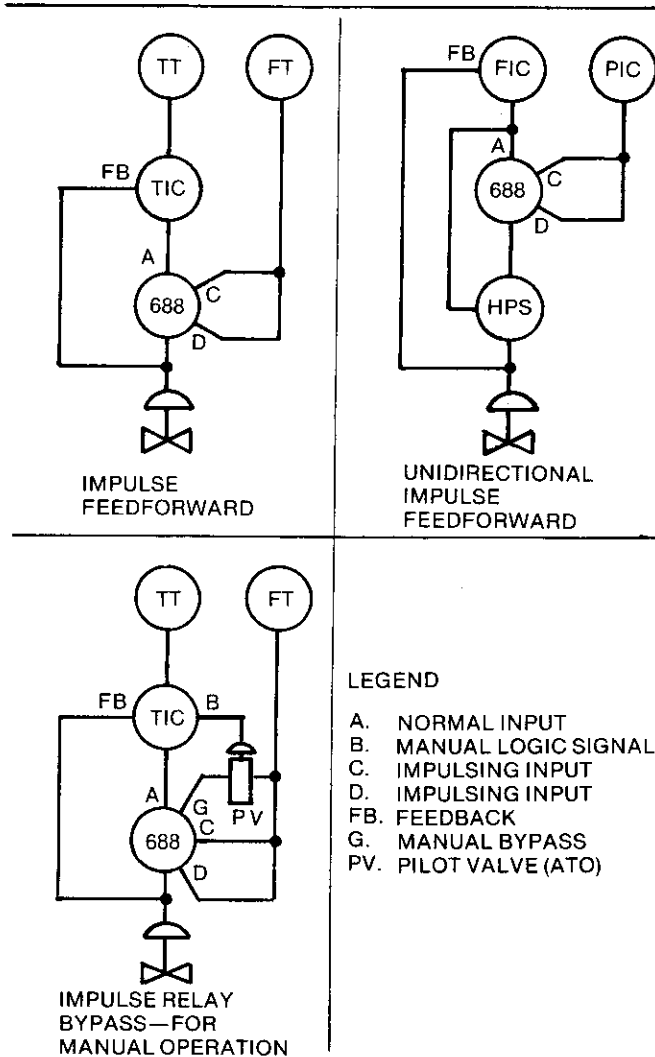 TT
FT
FB
TIC
A
C
688
D
IMPULSE
FEEDFORWARD
FB
FIC
PIC
A
C
688
D
HPS
UNIDIRECTIONAL
IMPULSE
FEEDFORWARD
TT
FT
FB
B
TIC
A
G
PV
C
688
D
IMPULSE RELAY
BYPASS—FOR
MANUAL OPERATION
LEGEND
A. NORMAL INPUT
B. MANUAL LOGIC SIGNAL
C. IMPULSING INPUT
D. IMPULSING INPUT
FB. FEEDBACK
G. MANUAL BYPASS
PV. PILOT VALVE (ATO)